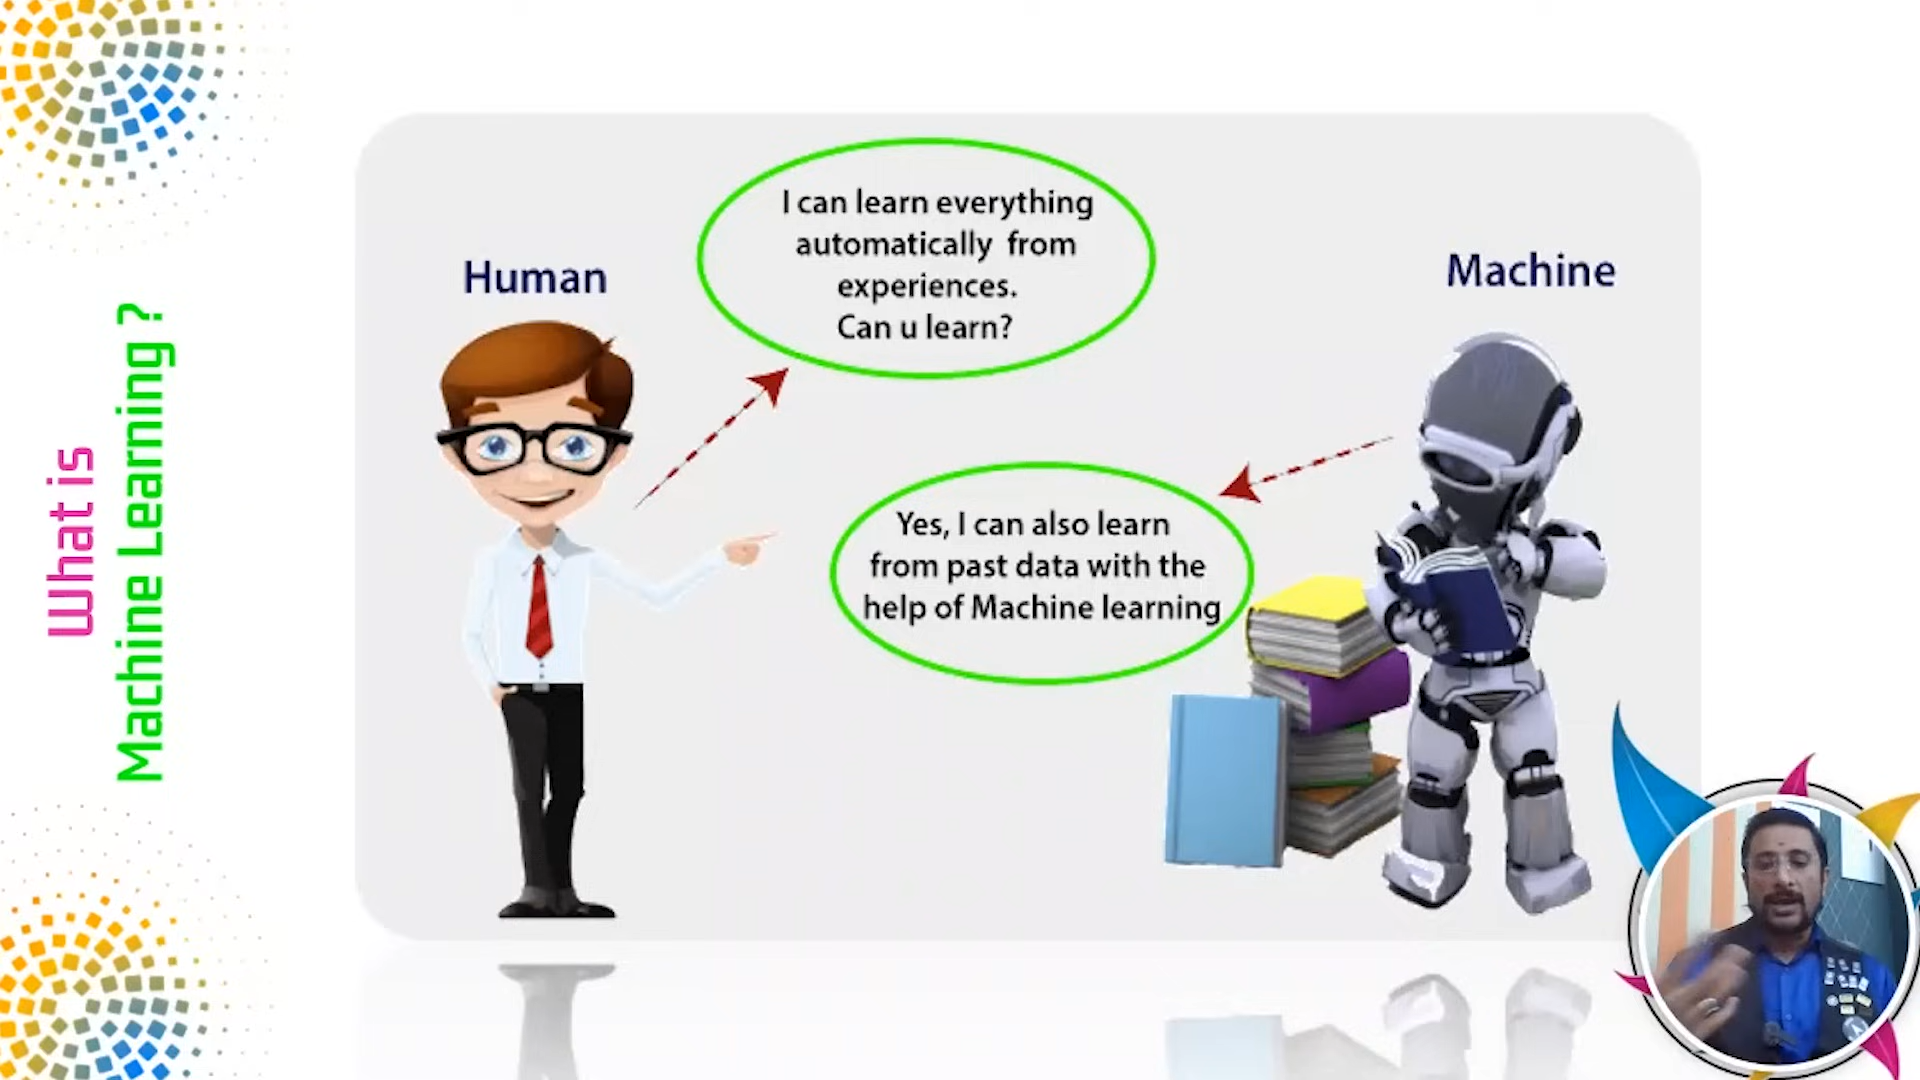 What is
Machine Learning ?
Human
I can learn everything
automatically from
experiences.
Can u learn?
Machine
Yes, I can also learn
from past data with the
help of Machine learning